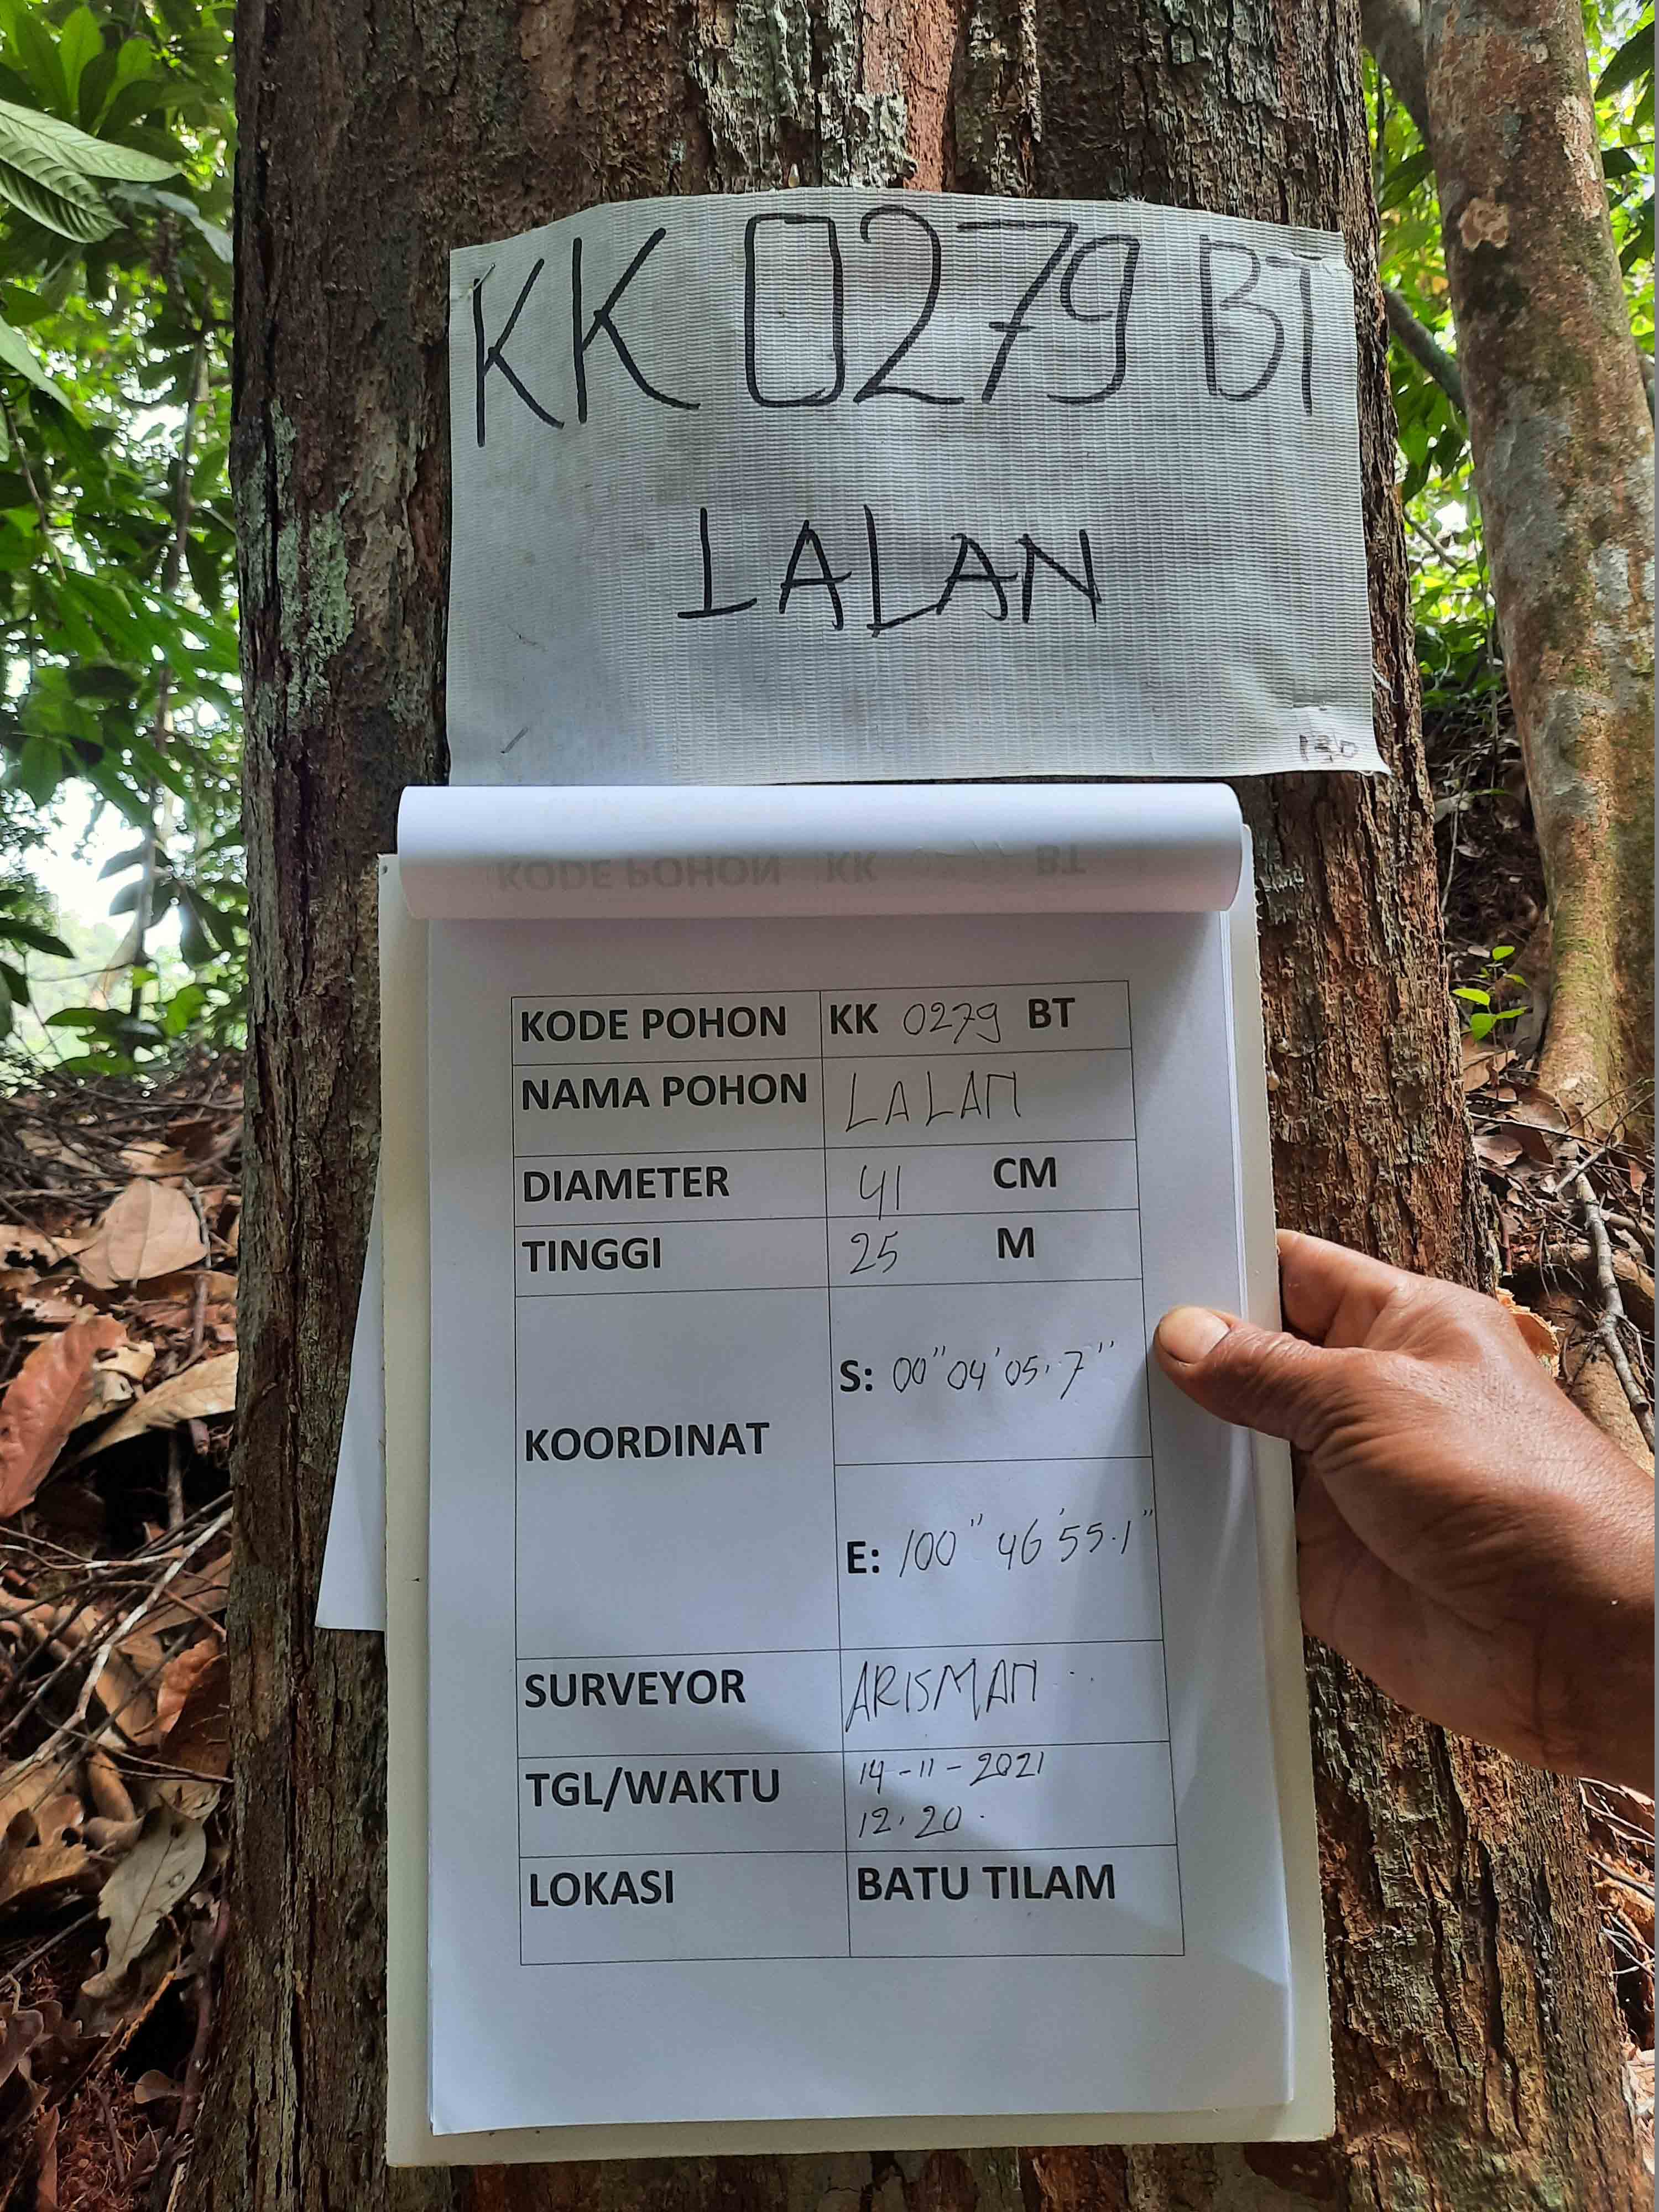 KK 0279 BT
LALAN
130
KODE POHON KK BT
KODE POHON KK 0279 BT
NAMA POHON LALAN
DIAMETER 41 CM
TINGGI 25 M
KOORDINAT
S: 00" 04' 05.7"
E: 100" 46' 55.1"
SURVEYOR ARISMAN
TGL/WAKTU 14-11-2021
12.20
LOKASI BATU TILAM